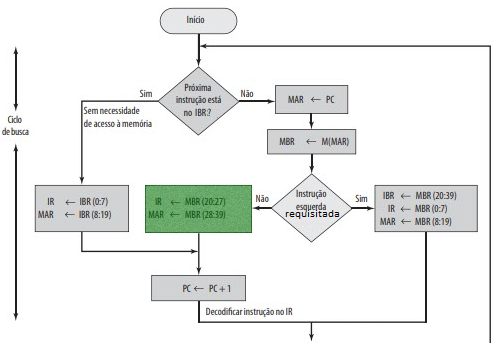 Início
Próxima
instrução está
no IBR?
Sim
Não
Sem necessidade
de acesso à memória
MAR ← PC
MBR ← M(MAR)
Ciclo
de busca
Instrução
esquerda
requisitada
Não
Sim
IR ← IBR (0:7)
MAR ← IBR (8:19)
IR ← MBR (20:27)
MAR ← MBR (28:39)
IBR ← MBR (20:39)
IR ← MBR (0:7)
MAR ← MBR (8:19)
PC ← PC + 1
Decodificar instrução no IR